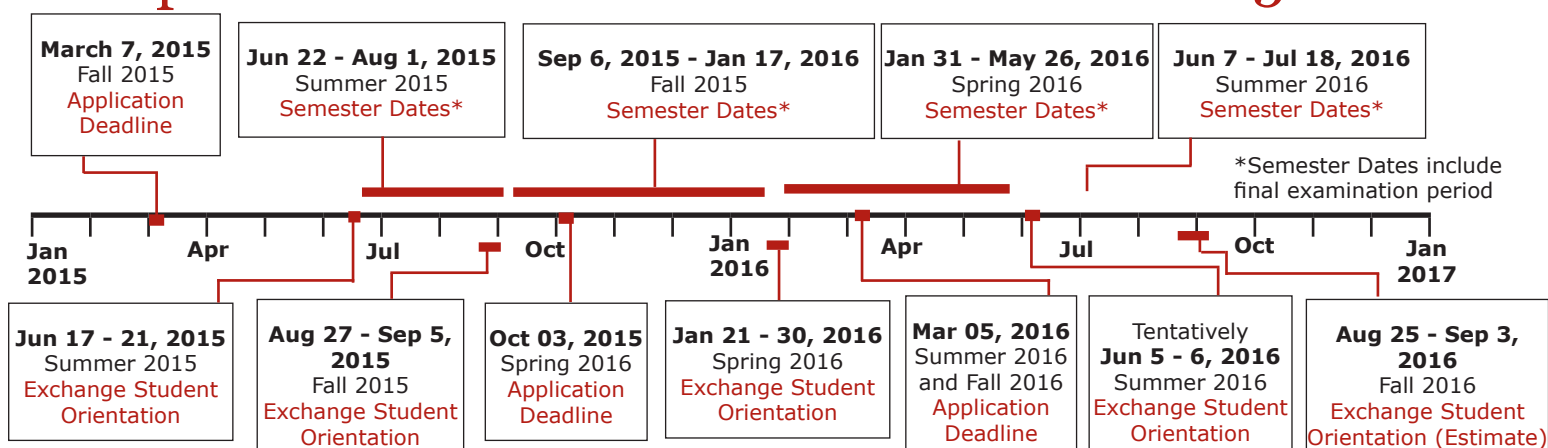 March 7, 2015
Fall 2015
Application
Deadline
Jun 22 - Aug 1, 2015
Summer 2015
Semester Dates*
Sep 6, 2015 - Jan 17, 2016
Fall 2015
Semester Dates*
Jan 31 - May 26, 2016
Spring 2016
Semester Dates*
Jun 7 - Jul 18, 2016
Summer 2016
Semester Dates*
*Semester Dates include
final examination period
Jan
2015
Apr
Jul
Oct
Jan
2016
Apr
Jul
Oct
Jan
2017
Jun 17 - 21, 2015
Summer 2015
Exchange Student
Orientation
Aug 27 - Sep 5,
2015
Fall 2015
Exchange Student
Orientation
Oct 03, 2015
Spring 2016
Application
Deadline
Jan 21 - 30, 2016
Spring 2016
Exchange Student
Orientation
Mar 05, 2016
Summer 2016
and Fall 2016
Application
Deadline
Tentatively
Jun 5 - 6, 2016
Summer 2016
Exchange Student
Orientation
Aug 25 - Sep 3,
2016
Fall 2016
Exchange Student
Orientation (Estimate)